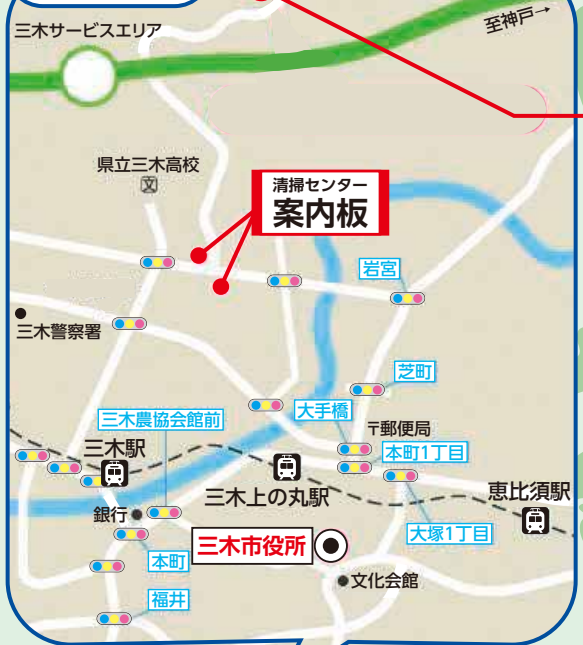 三木サービスエリア
至神戸→
県立三木高校
文
清掃センター
案内板
岩宮
三木警察署
芝町
三木農協会館前
大手橋
〒郵便局
三木駅
本町1丁目
三木上の丸駅
恵比須駅
銀行
三木市役所
大塚1丁目
本町
文化会館
福井